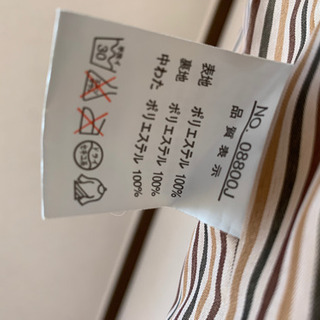 NO. 08800J
品質表示
表地 ポリエステル 100%
裏地 ポリエステル 100%
中わた ポリエステル 100%
30